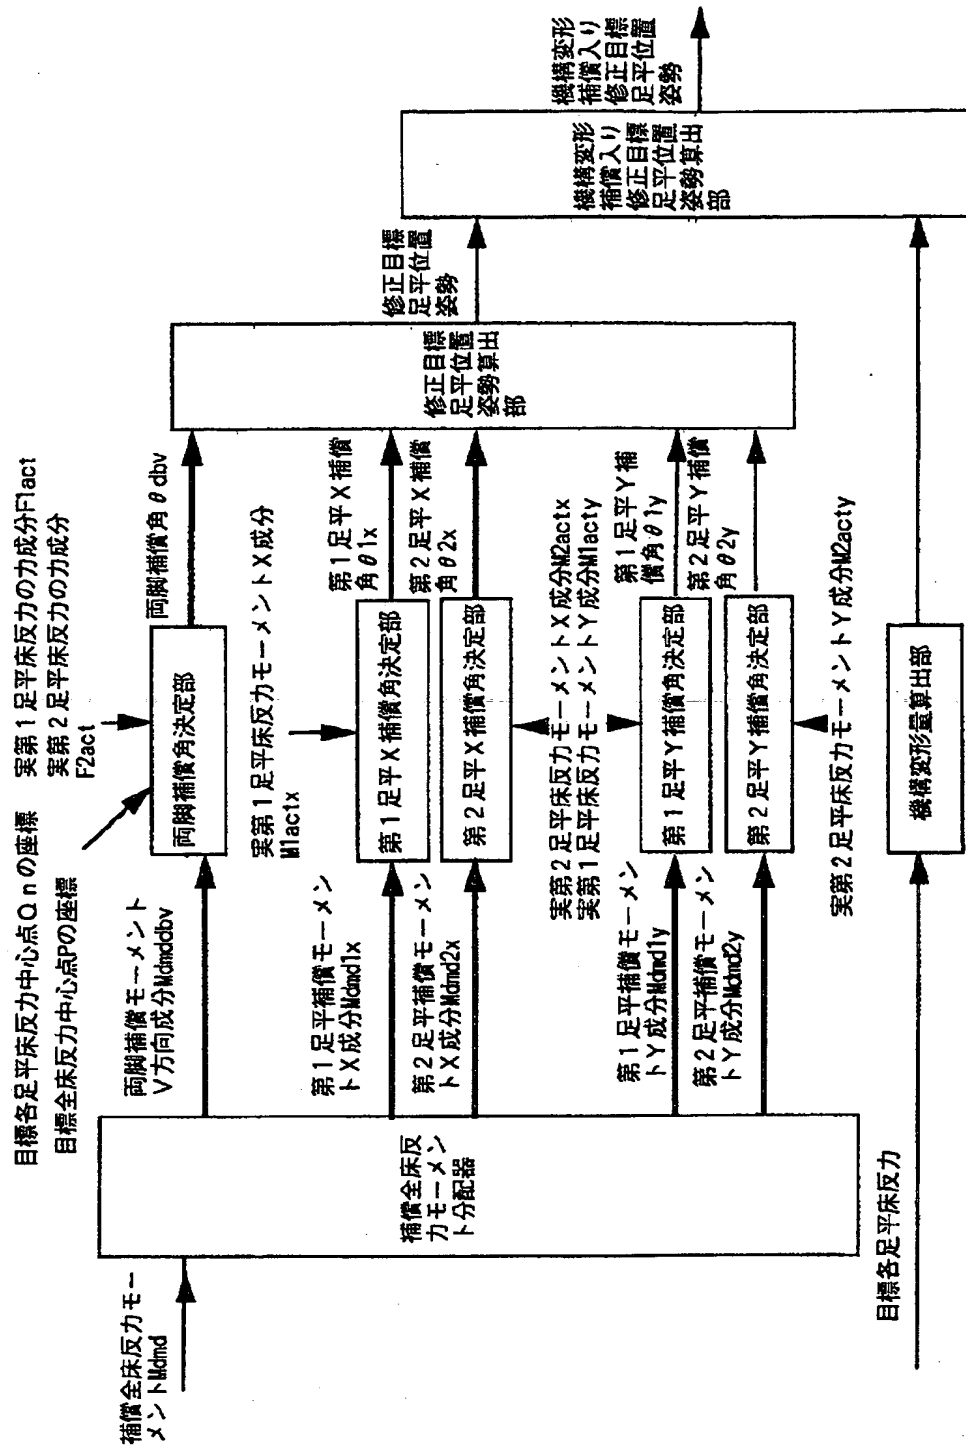 目標各足平床反力中心点Qnの座標
目標全床反力中心点Pの座標
実第1足平床反力の力成分F1act
実第2足平床反力の力成分
F2act
補償全床反力モー
メントMdmd
補償全床反
力モーメン
ト分配器
両脚補償モーメント
V方向成分Mdmddbv
両脚補償角決定部
両脚補償角θdbv
実第1足平床反力モーメントX成分
M1actx
第1足平補償モーメン
トX成分Mdmd1x
第1足平X補償角決定部
第1足平X補償
角θ1x
第2足平補償モーメン
トX成分Mdmd2x
第2足平X補償角決定部
第2足平X補償
角θ2x
実第2足平床反力モーメントX成分M2actx
実第1足平床反力モーメントY成分M1acty
第1足平補償モーメン
トY成分Mdmd1y
第1足平Y補償角決定部
第1足平Y補
償角θ1y
第2足平補償モーメン
トY成分Mdmd2y
第2足平Y補償角決定部
第2足平Y補償
角θ2y
実第2足平床反力モーメントY成分M2acty
目標各足平床反力
機構変形量算出部
修正目標
足平位置
姿勢算出
部
修正目標
足平位置
姿勢
機構変形
補償入り
修正目標
足平位置
姿勢算出
部
機構変形
補償入り
修正目標
足平位置
姿勢